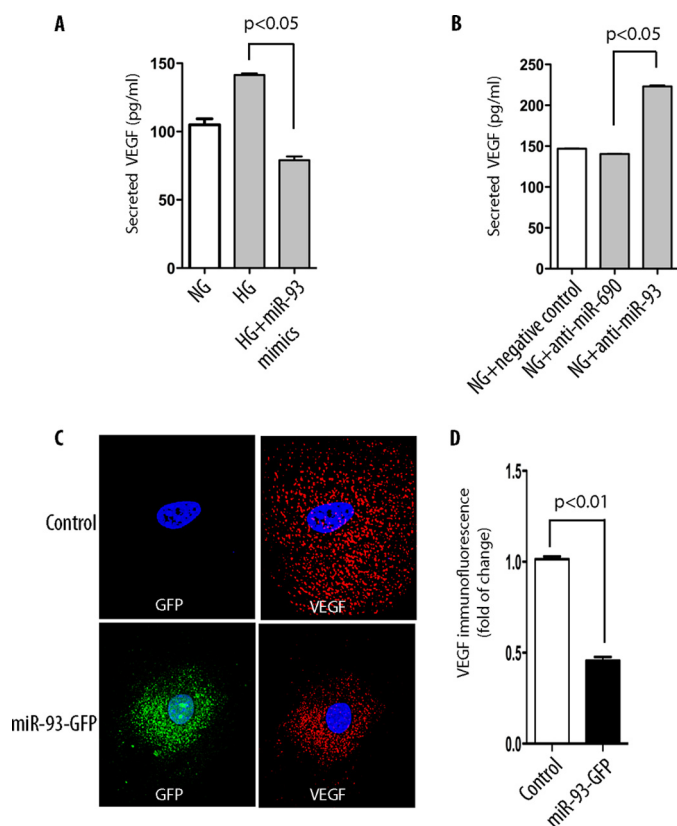 A
p<0.05
Secreted VEGF (pg/ml)
150
100
50
0
NG
HG
HG+miR-93
mimics
B
p<0.05
Secreted VEGF (pg/ml)
250
200
150
100
50
0
NG+negative control
NG+anti-miR-690
NG+anti-miR-93
C
Control
GFP
VEGF
miR-93-GFP
GFP
VEGF
D
p<0.01
VEGF immunofluorescence
(fold of change)
1.5
1.0
0.5
0.0
Control
miR-93-GFP